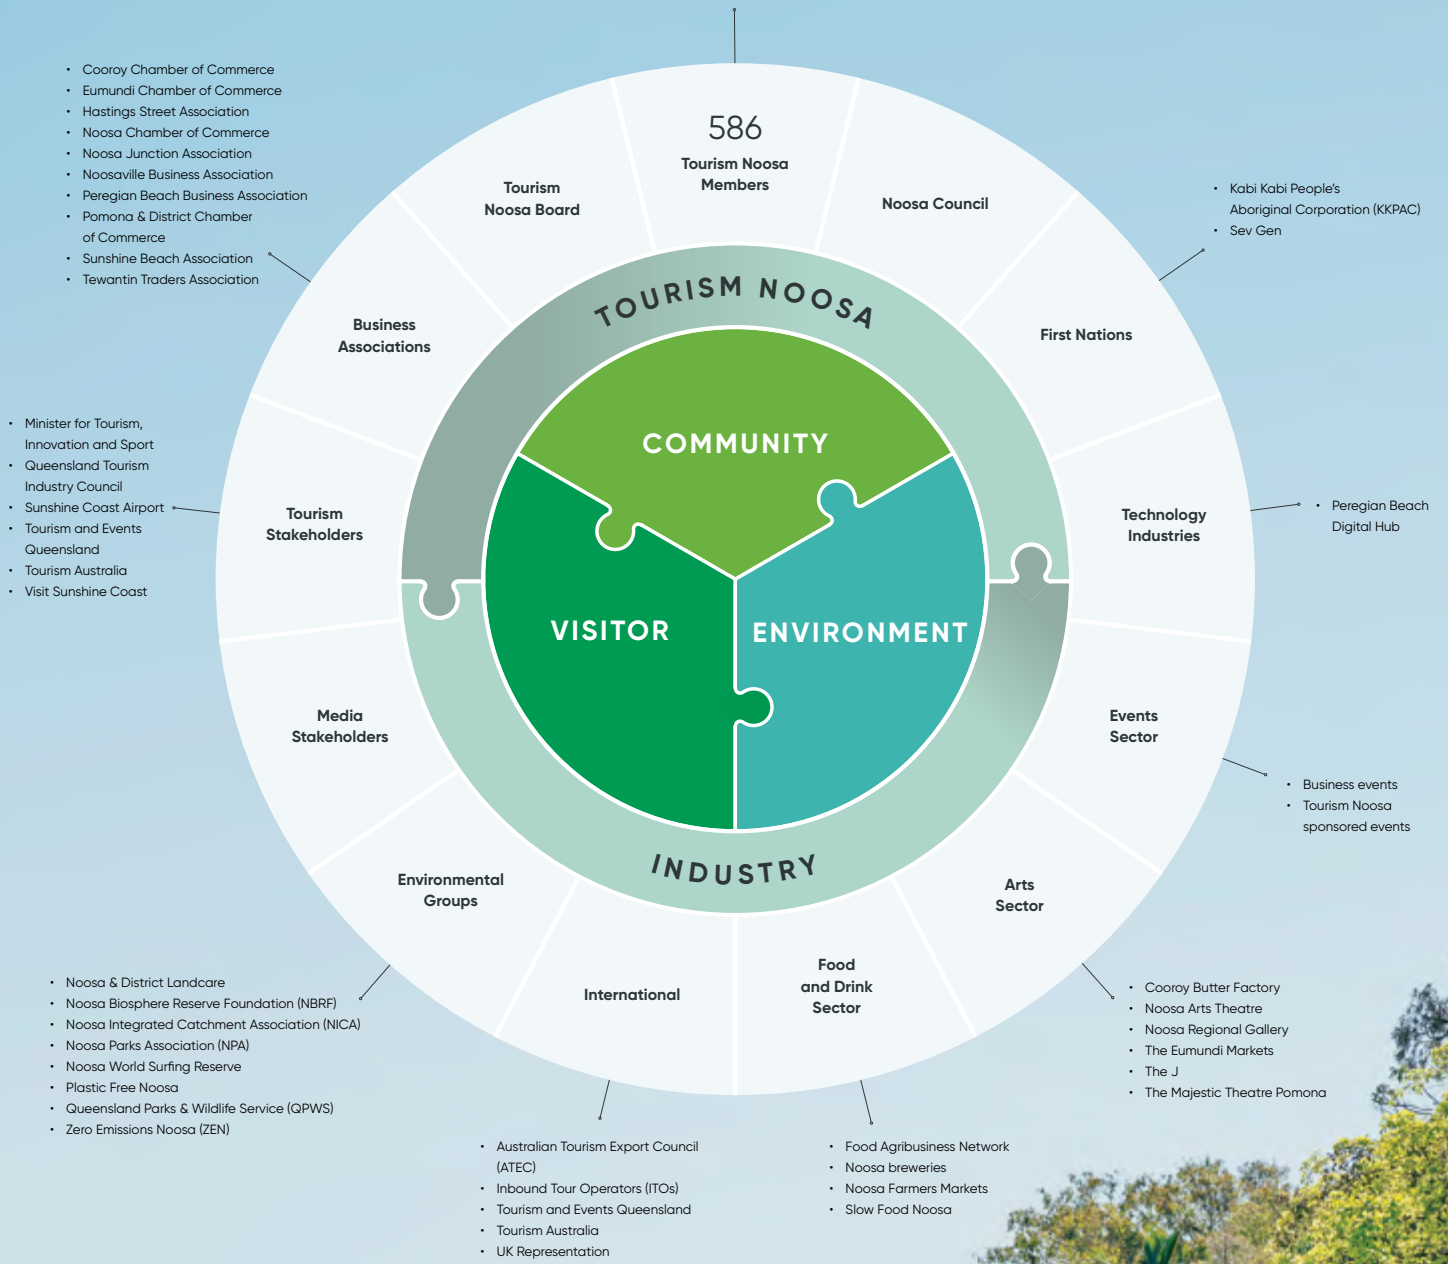 586
Tourism Noosa
Members
Tourism
Noosa Board
Noosa Council
• Cooroy Chamber of Commerce
• Eumundi Chamber of Commerce
• Hastings Street Association
• Noosa Chamber of Commerce
• Noosa Junction Association
• Noosaville Business Association
• Peregian Beach Business Association
• Pomona & District Chamber
of Commerce
• Sunshine Beach Association
• Tewantin Traders Association
Business
Associations
First Nations
• Kabi Kabi People's
Aboriginal Corporation (KKPAC)
• Sev Gen
TOURISM NOOSA
COMMUNITY
VISITOR
ENVIRONMENT
INDUSTRY
• Minister for Tourism,
Innovation and Sport
• Queensland Tourism
Industry Council
• Sunshine Coast Airport
• Tourism and Events
Queensland
• Tourism Australia
• Visit Sunshine Coast
Tourism
Stakeholders
Technology
Industries
• Peregian Beach
Digital Hub
Media
Stakeholders
Events
Sector
• Business events
• Tourism Noosa
sponsored events
Environmental
Groups
Arts
Sector
International
Food
and Drink
Sector
• Noosa & District Landcare
• Noosa Biosphere Reserve Foundation (NBRF)
• Noosa Integrated Catchment Association (NICA)
• Noosa Parks Association (NPA)
• Noosa World Surfing Reserve
• Plastic Free Noosa
• Queensland Parks & Wildlife Service (QPWS)
• Zero Emissions Noosa (ZEN)
• Australian Tourism Export Council
(ATEC)
• Inbound Tour Operators (ITOs)
• Tourism and Events Queensland
• Tourism Australia
• UK Representation
• Food Agribusiness Network
• Noosa breweries
• Noosa Farmers Markets
• Slow Food Noosa
• Cooroy Butter Factory
• Noosa Arts Theatre
• Noosa Regional Gallery
• The Eumundi Markets
• The J
• The Majestic Theatre Pomona